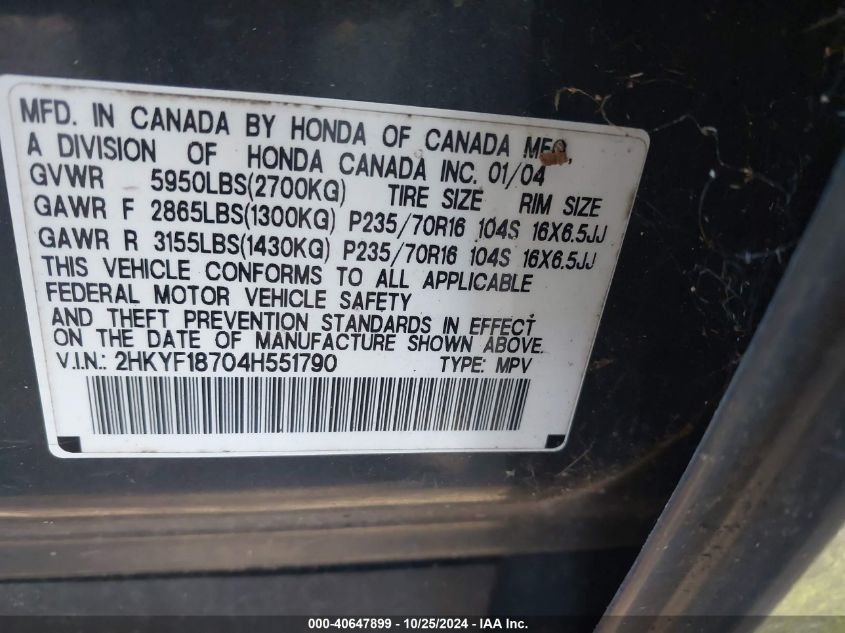 MFD. IN CANADA BY HONDA OF CANADA MFG.
A DIVISION OF HONDA CANADA INC. 01/04
GVWR 5950LBS(2700KG) TIRE SIZE RIM SIZE
GAWR F 2865LBS(1300KG) P235/70R16 104S 16X6.5JJ
GAWR R 3155LBS(1430KG) P235/70R16 104S 16X6.5JJ
THIS VEHICLE CONFORMS TO ALL APPLICABLE
FEDERAL MOTOR VEHICLE SAFETY
AND THEFT PREVENTION STANDARDS IN EFFECT
ON THE DATE OF MANUFACTURE SHOWN ABOVE.
V.I.N.: 2HKYF18704H551790 TYPE: MPV
000-40647899 - 10/25/2024 - IAA Inc.